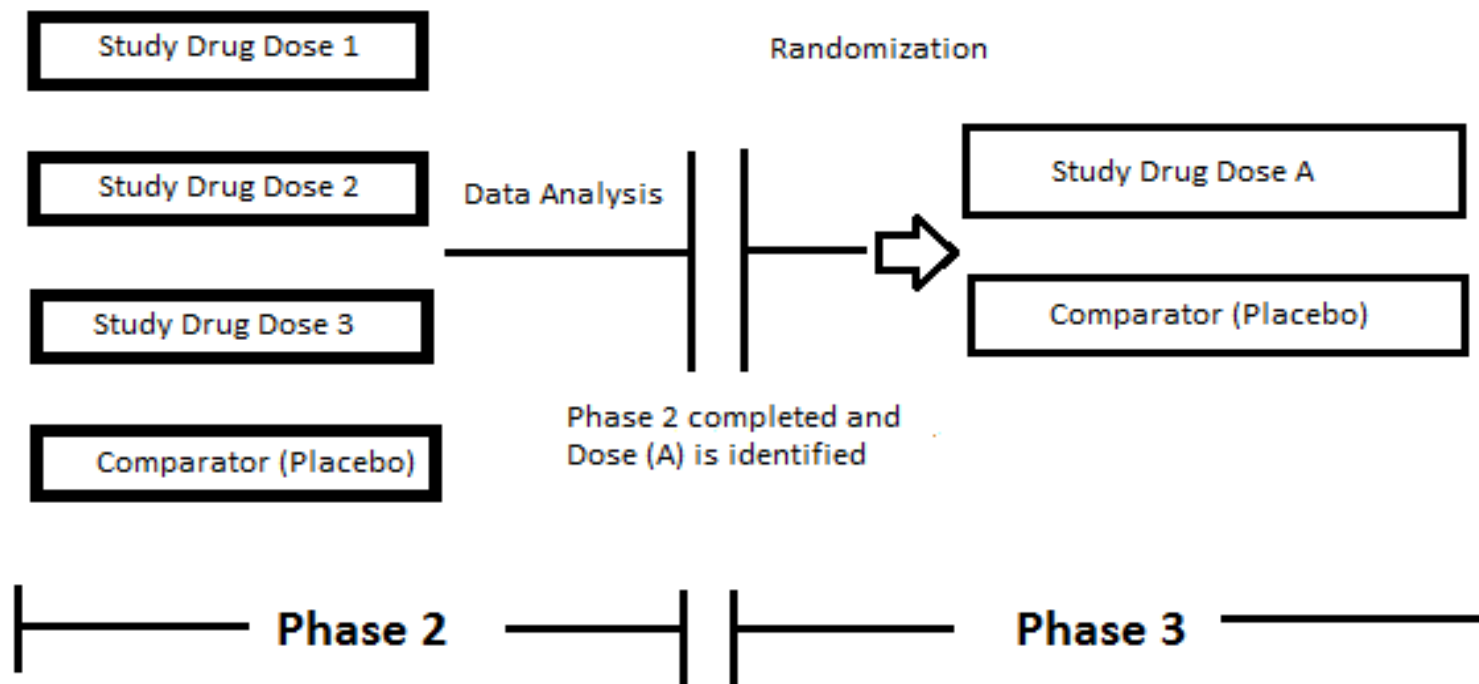 Study Drug Dose 1
Randomization
Study Drug Dose 2
Data Analysis
Study Drug Dose A
Study Drug Dose 3
Comparator (Placebo)
Phase 2 completed and
Dose (A) is identified
Comparator (Placebo)
Phase 2
Phase 3